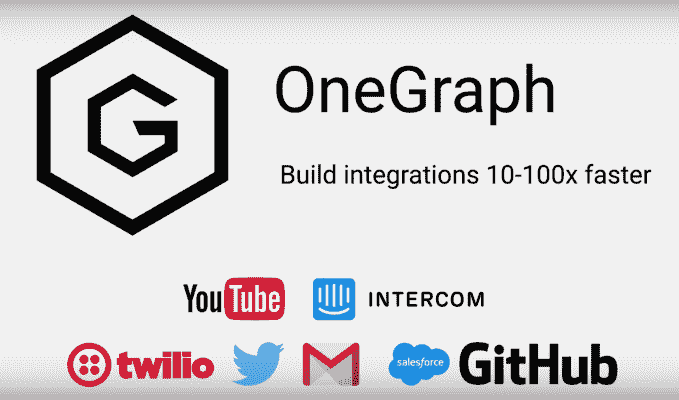 G
OneGraph
Build integrations 10-100x faster
YouTube
INTERCOM
twilio
salesforce
GitHub